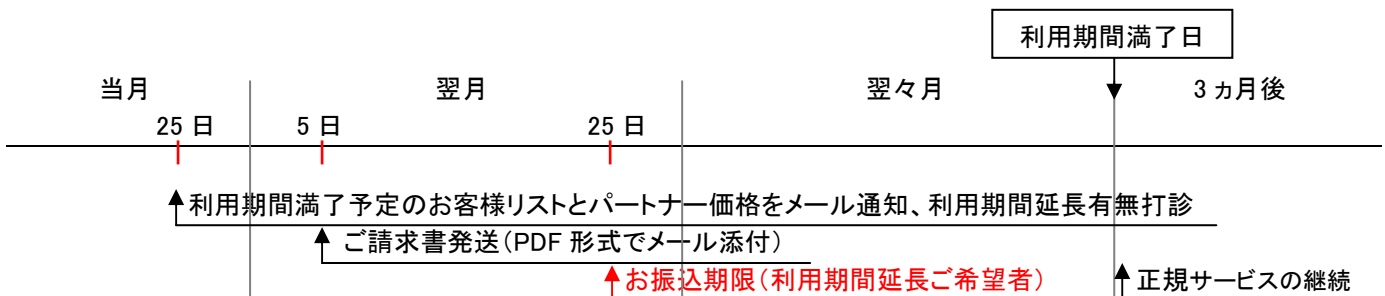 利用期間満了日
当月 翌月 翌々月 3ヵ月後
25日 5日 25日
利用期間満了予定のお客様リストとパートナー価格をメール通知、利用期間延長有無打診
ご請求書発送(PDF形式でメール添付)
お振込期限(利用期間延長ご希望者) 正規サービスの継続